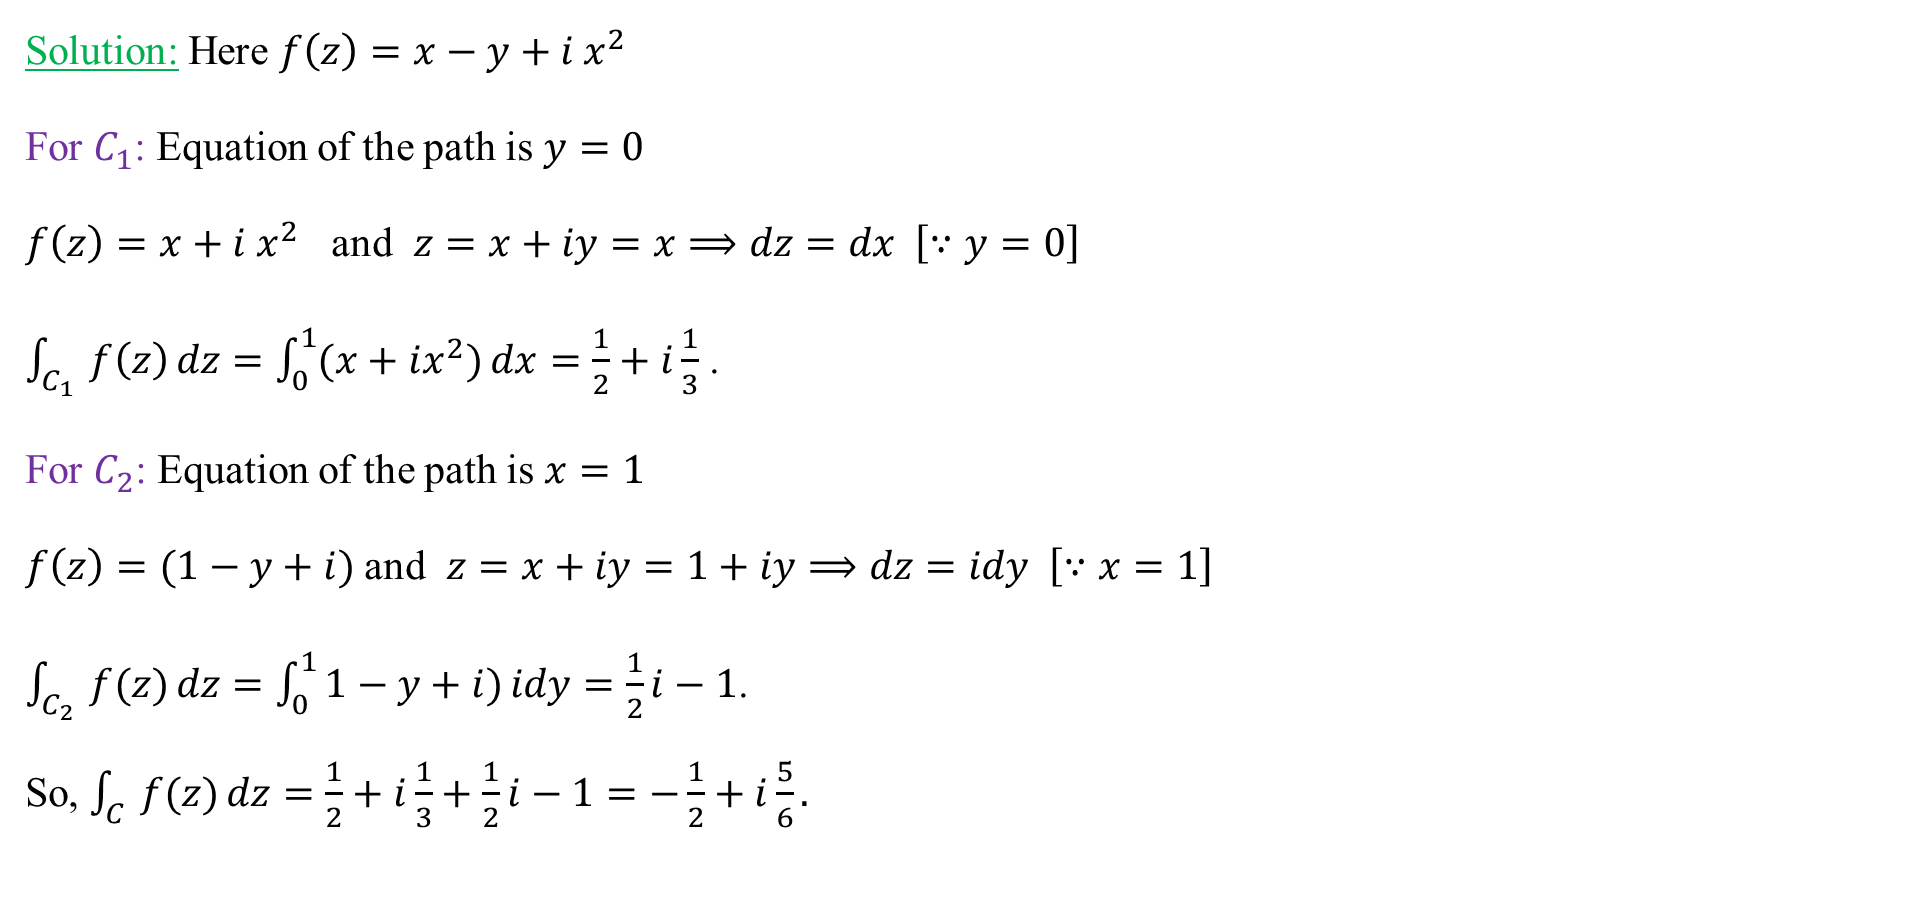 Solution: Here f(z) = x − y + i x²
For C₁: Equation of the path is y = 0
f(z) = x + i x² and z = x + iy = x ⟹ dz = dx [∵ y = 0]
∫_{C₁} f(z) dz = ∫₀¹(x + ix²) dx = 1/2 + i 1/3 .
For C₂: Equation of the path is x = 1
f(z) = (1 − y + i) and z = x + iy = 1 + iy ⟹ dz = idy [∵ x = 1]
∫_{C₂} f(z) dz = ∫₀¹ 1 − y + i) idy = 1/2 i − 1.
So, ∫_C f(z) dz = 1/2 + i 1/3 + 1/2 i − 1 = − 1/2 + i 5/6.